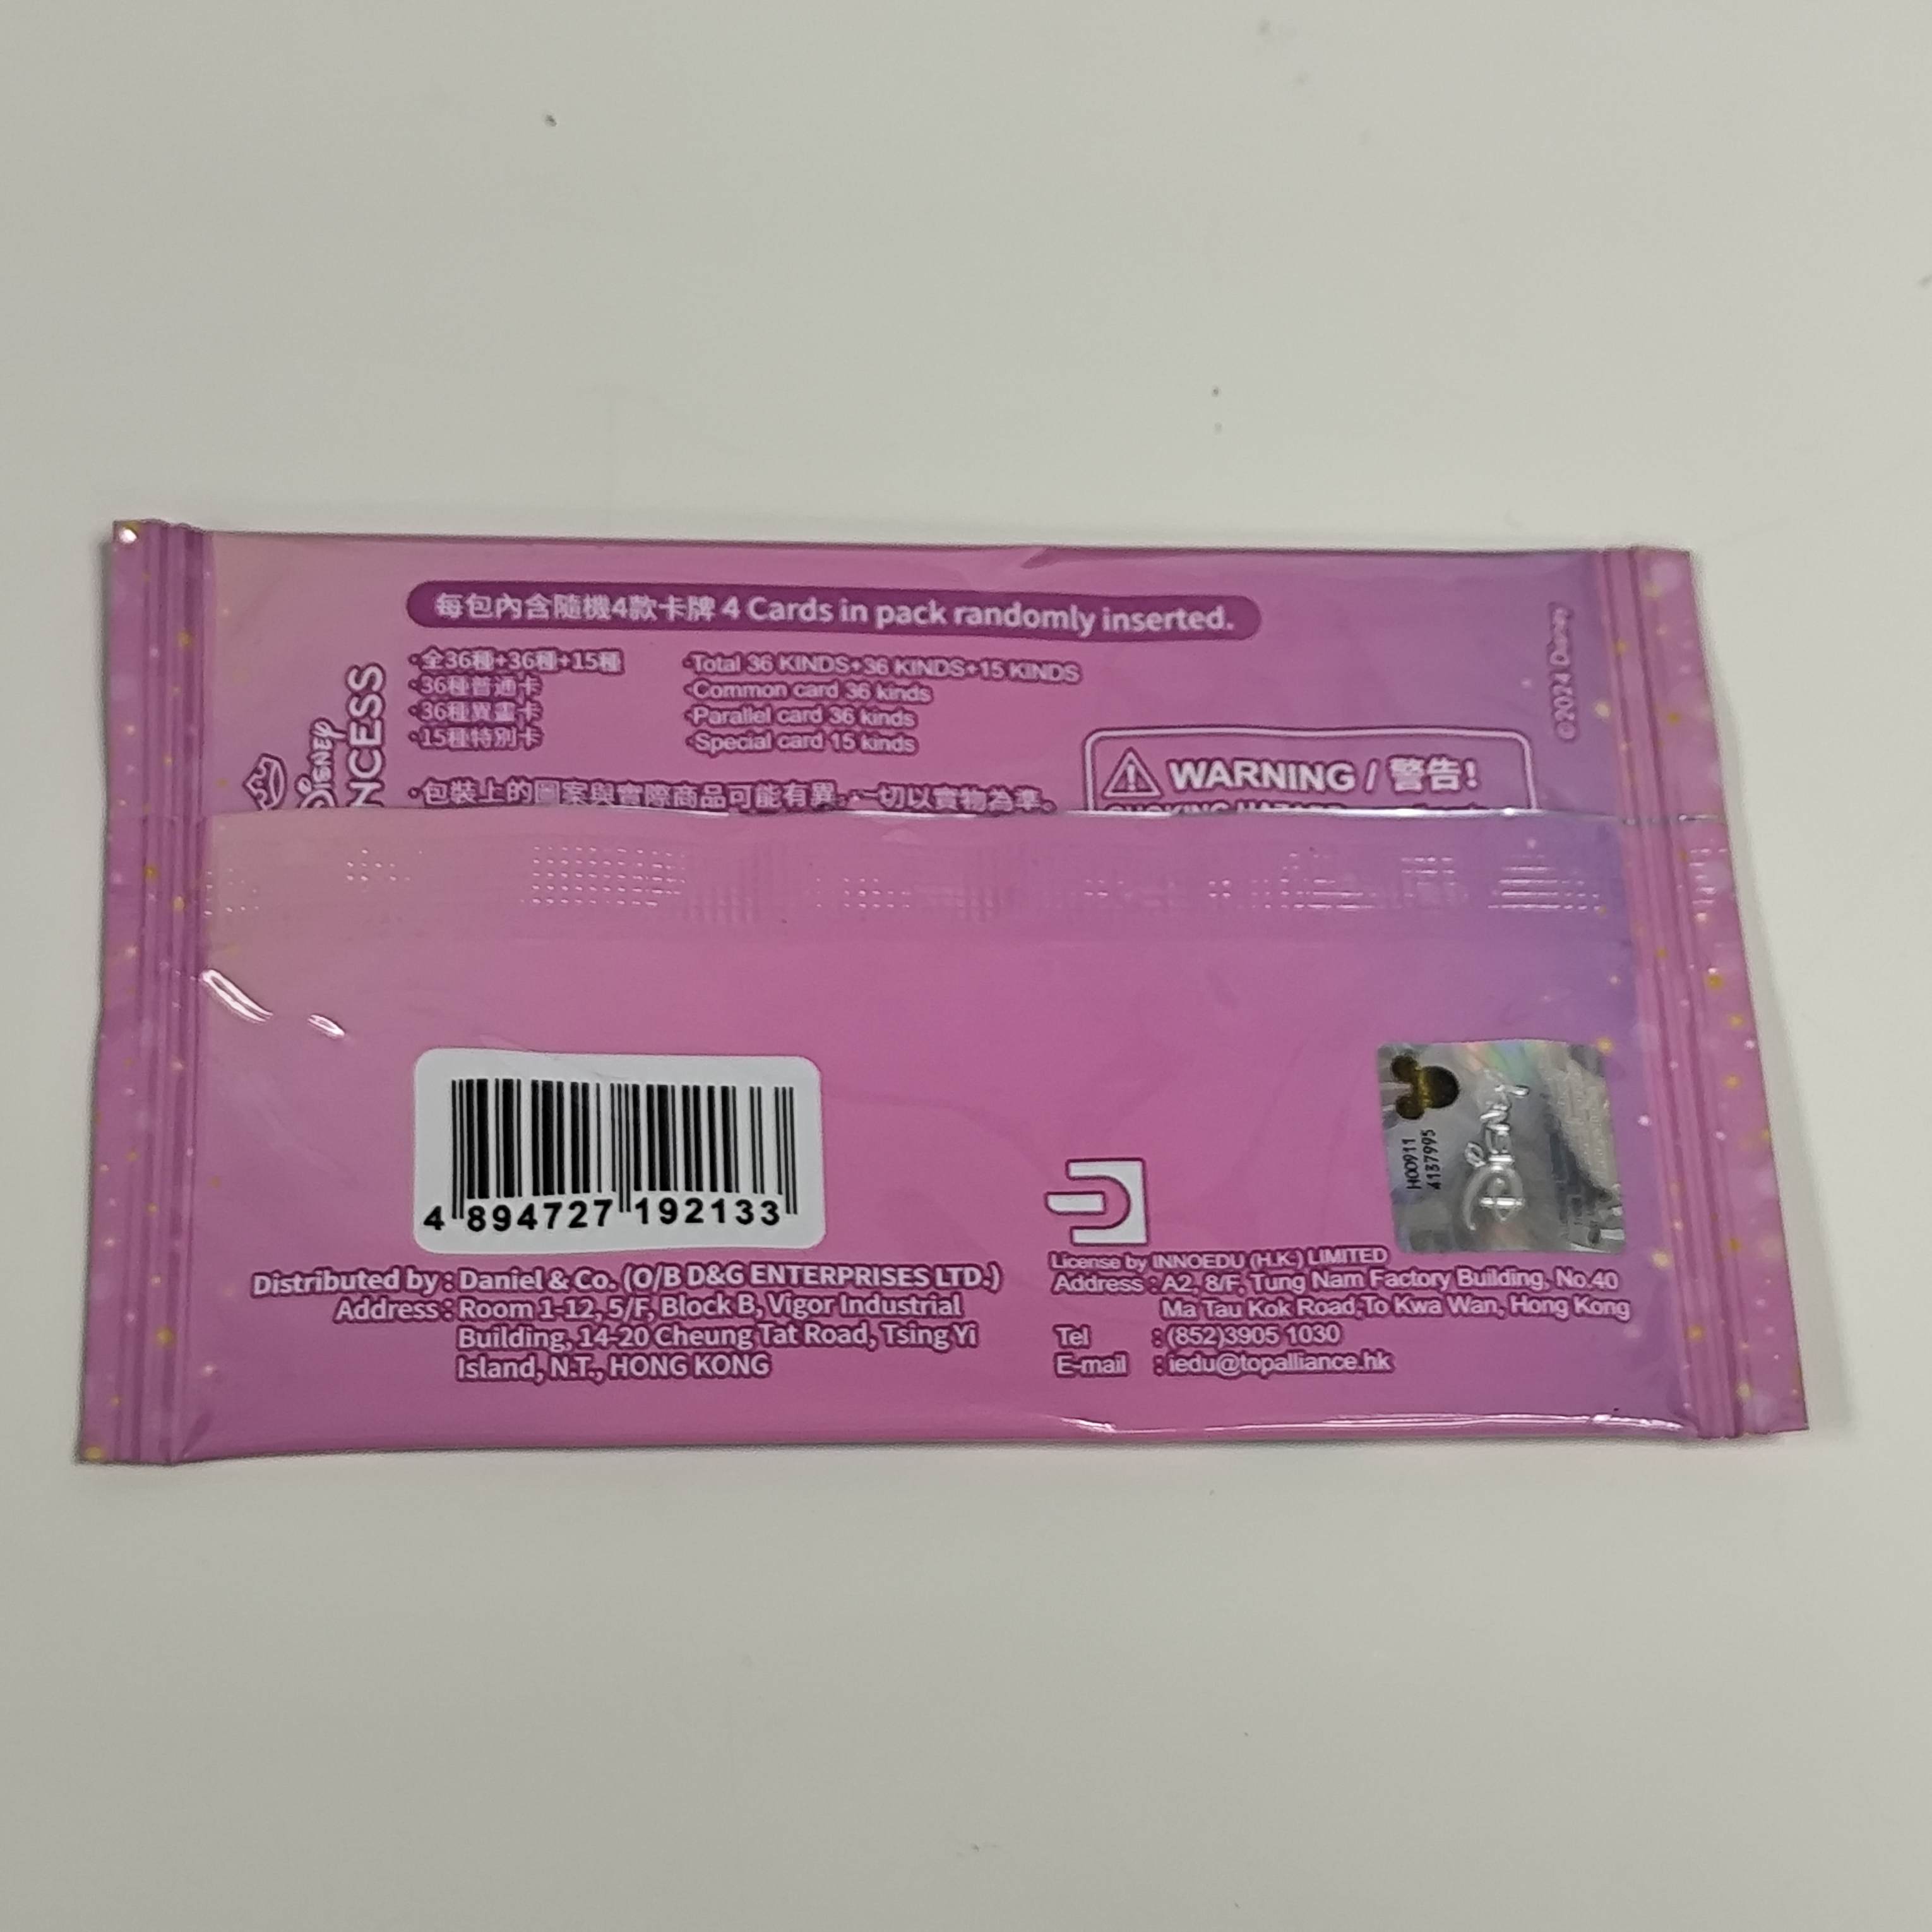 每包內含隨機4款卡牌 4 Cards in pack randomly inserted.
·全36種+36種+15種
·36種普通卡
·36種異畫卡
·15種特別卡
·Total 36 KINDS+36 KINDS+15 KINDS
·Common card 36 kinds
·Parallel card 36 kinds
·Special card 15 kinds
·包裝上的圖案與實際商品可能有異,一切以實物為準。
Disney
NCESS
WARNING / 警告!
CHOKING HAZARD
©2024 Disney
4 894727 192133
Distributed by : Daniel & Co. (O/B D&G ENTERPRISES LTD.)
Address : Room 1-12, 5/F, Block B, Vigor Industrial
Building, 14-20 Cheung Tat Road, Tsing Yi
Island, N.T., HONG KONG
License by INNOEDU (H.K.) LIMITED
Address : A2, 8/F, Tung Nam Factory Building, No.40
Ma Tau Kok Road,To Kwa Wan, Hong Kong
Tel : (852)3905 1030
E-mail : iedu@topalliance.hk
H00911
4137995
Disney